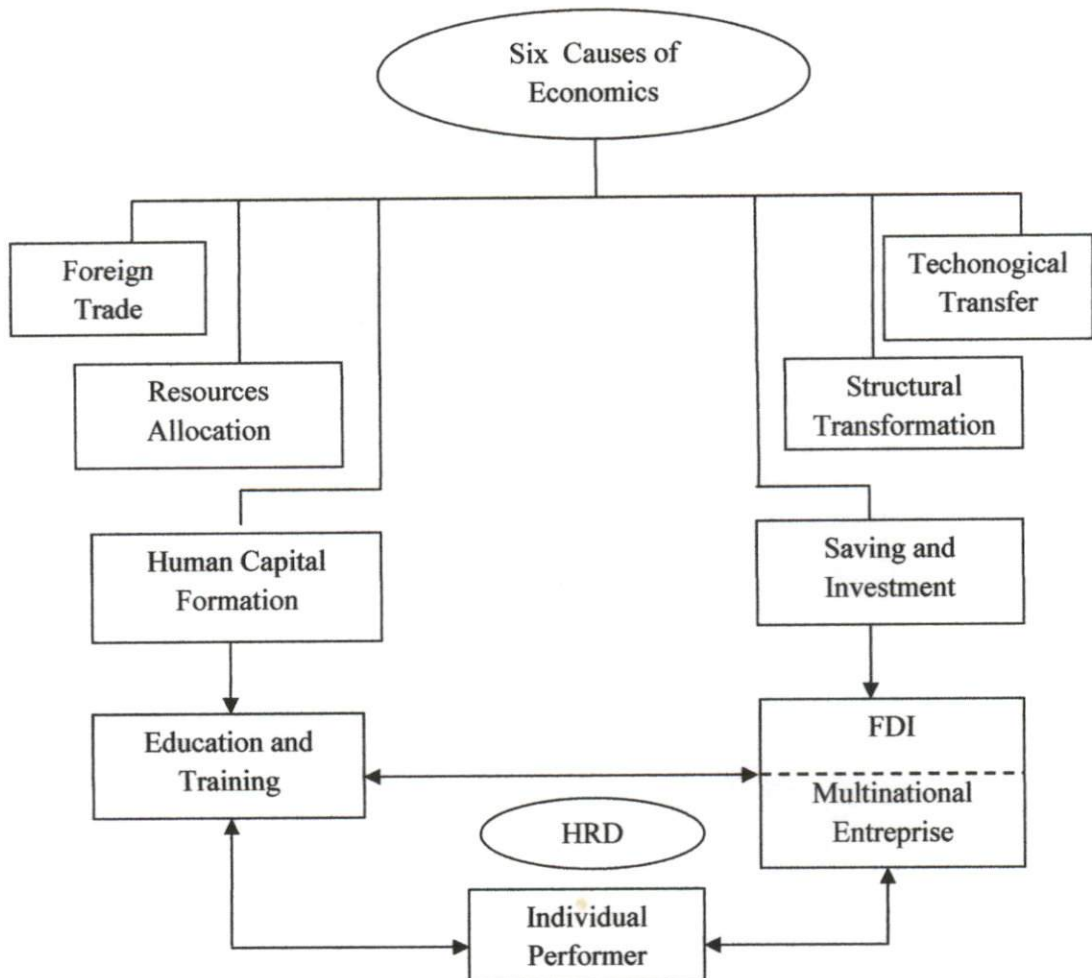 Six Causes of
Economics
Foreign
Trade
Techonogical
Transfer
Resources
Allocation
Structural
Transformation
Human Capital
Formation
Saving and
Investment
Education and
Training
FDI
Multinational
Entreprise
HRD
Individual
Performer